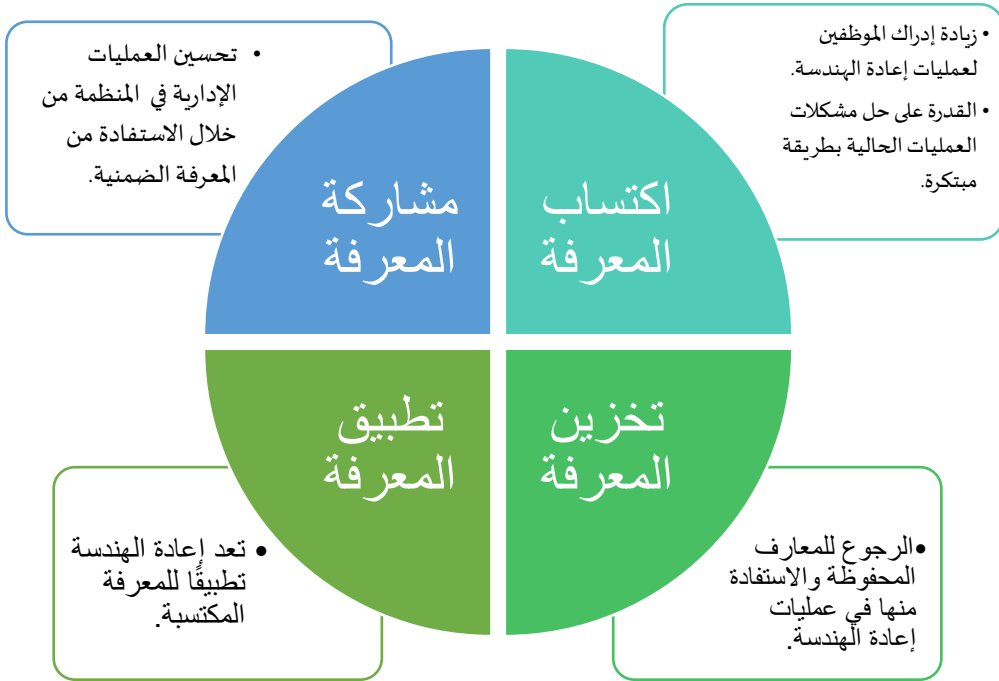 • زيادة إدراك الموظفين
لعمليات إعادة الهندسة.
• القدرة على حل مشكلات
العمليات الحالية بطريقة
مبتكرة.
• تحسين العمليات
الإدارية في المنظمة من
خلال الاستفادة من
المعرفة الضمنية.
اكتساب
المعرفة
مشاركة
المعرفة
تخزين
المعرفة
تطبيق
المعرفة
•الرجوع للمعارف
المحفوظة والاستفادة
منها في عمليات
إعادة الهندسة.
• تعد إعادة الهندسة
تطبيقًا للمعرفة
المكتسبة.